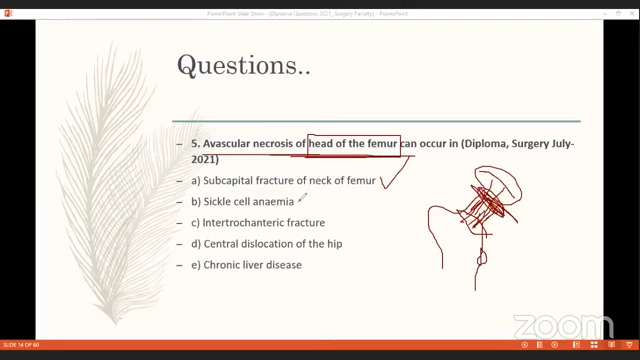 PowerPoint Slide Show - (Diploma Questions 2021_Surgery Faculty) - PowerPoint
Questions..
5. Avascular necrosis of head of the femur can occur in (Diploma, Surgery July-
2021)
a) Subcapital fracture of neck of femur
b) Sickle cell anaemia
c) Intertrochanteric fracture
d) Central dislocation of the hip
e) Chronic liver disease
zoom
SLIDE 14 OF 60